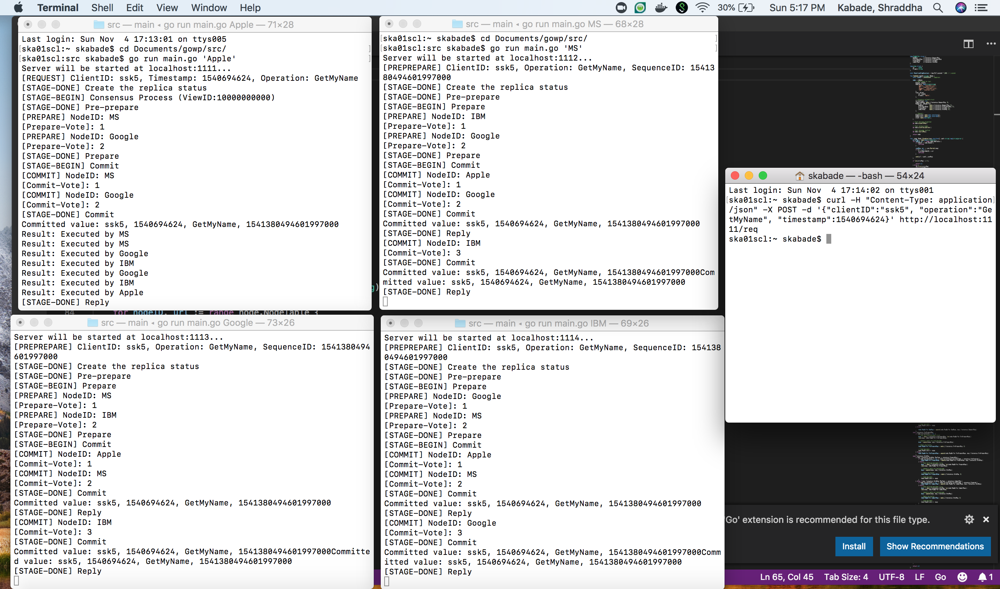 Terminal Shell Edit View Window Help 30% Sun 5:17 PM Kabade, Shraddha
src — main ◂ go run main.go Apple — 71×28
Last login: Sun Nov  4 17:13:01 on ttys005
[ska01scl:~ skabade$ cd Documents/gowp/src/ ]
[ska01scl:src skabade$ go run main.go 'Apple' ]
Server will be started at localhost:1111...
[REQUEST] ClientID: ssk5, Timestamp: 1540694624, Operation: GetMyName
[STAGE-DONE] Create the replica status
[STAGE-BEGIN] Consensus Process (ViewID:10000000000)
[STAGE-DONE] Pre-prepare
[PREPARE] NodeID: MS
[Prepare-Vote]: 1
[PREPARE] NodeID: Google
[Prepare-Vote]: 2
[STAGE-DONE] Prepare
[STAGE-BEGIN] Commit
[COMMIT] NodeID: MS
[Commit-Vote]: 1
[COMMIT] NodeID: Google
[Commit-Vote]: 2
[STAGE-DONE] Commit
Committed value: ssk5, 1540694624, GetMyName, 1541380494601997000
Result: Executed by MS
Result: Executed by MS
Result: Executed by Google
Result: Executed by IBM
Result: Executed by Google
Result: Executed by IBM
Result: Executed by Apple
[STAGE-DONE] Reply
src — main ◂ go run main.go MS — 68×28
[ska01scl:~ skabade$ cd Documents/gowp/src/ ]
[ska01scl:src skabade$ go run main.go 'MS' ]
Server will be started at localhost:1112...
[PREPREPARE] ClientID: ssk5, Operation: GetMyName, SequenceID: 15413
80494601997000
[STAGE-DONE] Create the replica status
[STAGE-DONE] Pre-prepare
[STAGE-BEGIN] Prepare
[PREPARE] NodeID: IBM
[Prepare-Vote]: 1
[PREPARE] NodeID: Google
[Prepare-Vote]: 2
[STAGE-DONE] Prepare
[STAGE-BEGIN] Commit
[COMMIT] NodeID: Apple
[Commit-Vote]: 1
[COMMIT] NodeID: Google
[Commit-Vote]: 2
[STAGE-DONE] Commit
Committed value: ssk5, 1540694624, GetMyName, 1541380494601997000
[STAGE-DONE] Reply
[COMMIT] NodeID: IBM
[Commit-Vote]: 3
[STAGE-DONE] Commit
Committed value: ssk5, 1540694624, GetMyName, 1541380494601997000Com
mitted value: ssk5, 1540694624, GetMyName, 1541380494601997000
[STAGE-DONE] Reply
skabade — -bash — 54×24
Last login: Sun Nov  4 17:14:02 on ttys001
[ska01scl:~ skabade$ curl -H "Content-Type: application]
/json" -X POST -d '{"clientID":"ssk5", "operation":"Ge
tMyName", "timestamp":1540694624}' http://localhost:11
11/req
ska01scl:~ skabade$
g)
84 for nodeID, url := range node.NodeTable {
src — main ◂ go run main.go Google — 73×26
Server will be started at localhost:1113...
[PREPREPARE] ClientID: ssk5, Operation: GetMyName, SequenceID: 1541380494
601997000
[STAGE-DONE] Create the replica status
[STAGE-DONE] Pre-prepare
[STAGE-BEGIN] Prepare
[PREPARE] NodeID: MS
[Prepare-Vote]: 1
[PREPARE] NodeID: IBM
[Prepare-Vote]: 2
[STAGE-DONE] Prepare
[STAGE-BEGIN] Commit
[COMMIT] NodeID: Apple
[Commit-Vote]: 1
[COMMIT] NodeID: MS
[Commit-Vote]: 2
[STAGE-DONE] Commit
Committed value: ssk5, 1540694624, GetMyName, 1541380494601997000
[STAGE-DONE] Reply
[COMMIT] NodeID: IBM
[Commit-Vote]: 3
[STAGE-DONE] Commit
Committed value: ssk5, 1540694624, GetMyName, 1541380494601997000Committe
d value: ssk5, 1540694624, GetMyName, 1541380494601997000
[STAGE-DONE] Reply
src — main ◂ go run main.go IBM — 69×26
Server will be started at localhost:1114...
[PREPREPARE] ClientID: ssk5, Operation: GetMyName, SequenceID: 154138
0494601997000
[STAGE-DONE] Create the replica status
[STAGE-DONE] Pre-prepare
[STAGE-BEGIN] Prepare
[PREPARE] NodeID: Google
[Prepare-Vote]: 1
[PREPARE] NodeID: MS
[Prepare-Vote]: 2
[STAGE-DONE] Prepare
[STAGE-BEGIN] Commit
[COMMIT] NodeID: Apple
[Commit-Vote]: 1
[COMMIT] NodeID: MS
[Commit-Vote]: 2
[STAGE-DONE] Commit
Committed value: ssk5, 1540694624, GetMyName, 1541380494601997000
[STAGE-DONE] Reply
[COMMIT] NodeID: Google
[Commit-Vote]: 3
[STAGE-DONE] Commit
Committed value: ssk5, 1540694624, GetMyName, 1541380494601997000Comm
itted value: ssk5, 1540694624, GetMyName, 1541380494601997000
[STAGE-DONE] Reply
'Go' extension is recommended for this file type.
Install Show Recommendations
Ln 65, Col 45 Tab Size: 4 UTF-8 LF Go 1